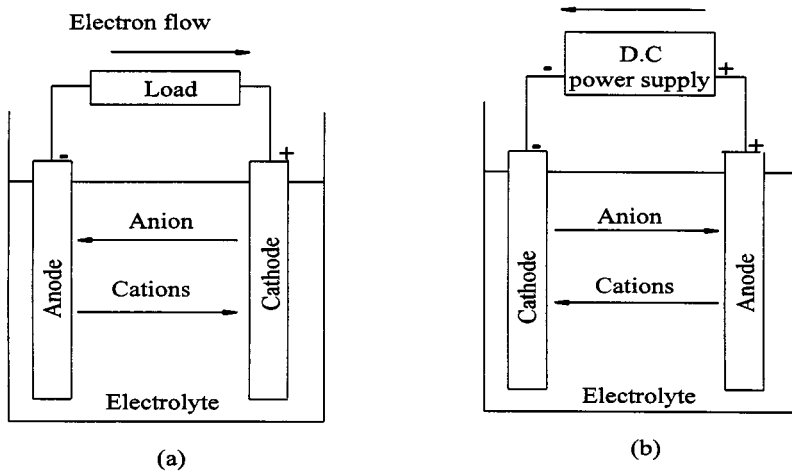 Electron flow
Load
-
+
Anion
Cations
Anode
Cathode
Electrolyte
(a)
D.C
power supply
-
+
-
+
Anion
Cations
Cathode
Anode
Electrolyte
(b)